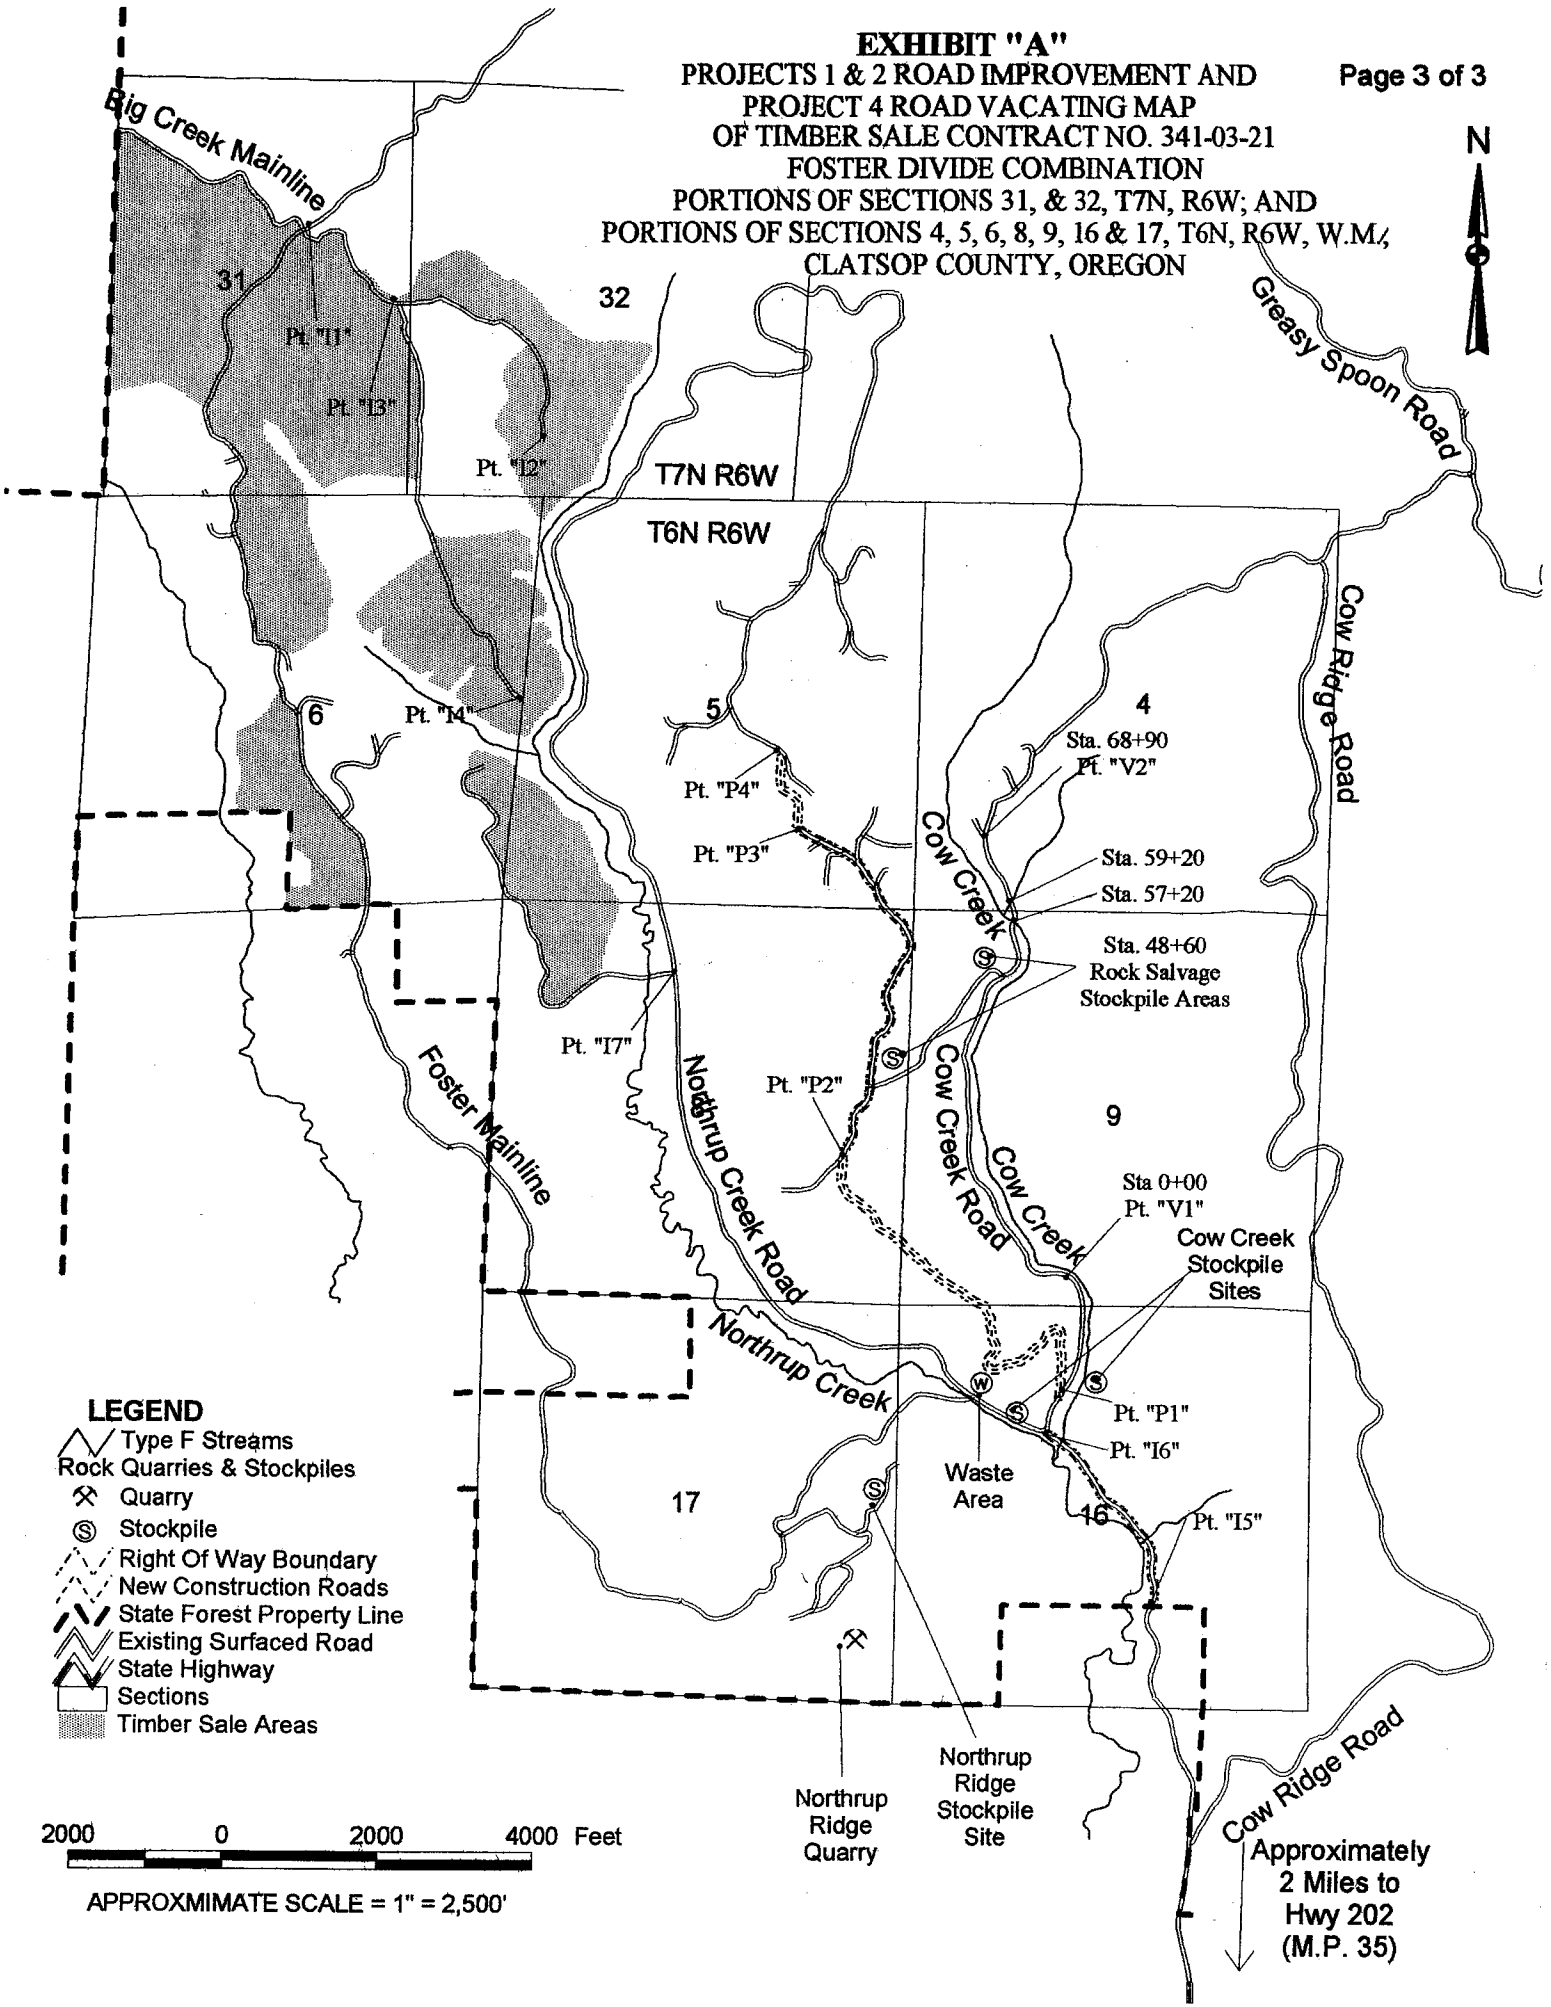 EXHIBIT "A"
PROJECTS 1 & 2 ROAD IMPROVEMENT AND
PROJECT 4 ROAD VACATING MAP
OF TIMBER SALE CONTRACT NO. 341-03-21
FOSTER DIVIDE COMBINATION
PORTIONS OF SECTIONS 31, & 32, T7N, R6W; AND
PORTIONS OF SECTIONS 4, 5, 6, 8, 9, 16 & 17, T6N, R6W, W.M.,
CLATSOP COUNTY, OREGON
Page 3 of 3
N
Big Creek Mainline
31
32
Pt. "I1"
Pt. "I3"
Pt. "I2"
T7N R6W
T6N R6W
Greasy Spoon Road
Cow Ridge Road
6
Pt. "I4"
5
4
Sta. 68+90
Pt. "V2"
Pt. "P4"
Pt. "P3"
Cow Creek
Sta. 59+20
Sta. 57+20
S
Sta. 48+60
Rock Salvage
Stockpile Areas
Pt. "I7"
S
Pt. "P2"
Foster Mainline
Northrup Creek Road
Cow Creek Road
Cow Creek
9
Sta 0+00
Pt. "V1"
Cow Creek
Stockpile
Sites
Northrup Creek
W
S
S
Pt. "P1"
Pt. "I6"
Waste
Area
S
17
16
Pt. "I5"
LEGEND
Type F Streams
Rock Quarries & Stockpiles
Quarry
S Stockpile
Right Of Way Boundary
New Construction Roads
State Forest Property Line
Existing Surfaced Road
State Highway
Sections
Timber Sale Areas
Northrup
Ridge
Quarry
Northrup
Ridge
Stockpile
Site
Cow Ridge Road
Approximately
2 Miles to
Hwy 202
(M.P. 35)
2000 0 2000 4000 Feet
APPROXMIMATE SCALE = 1" = 2,500'